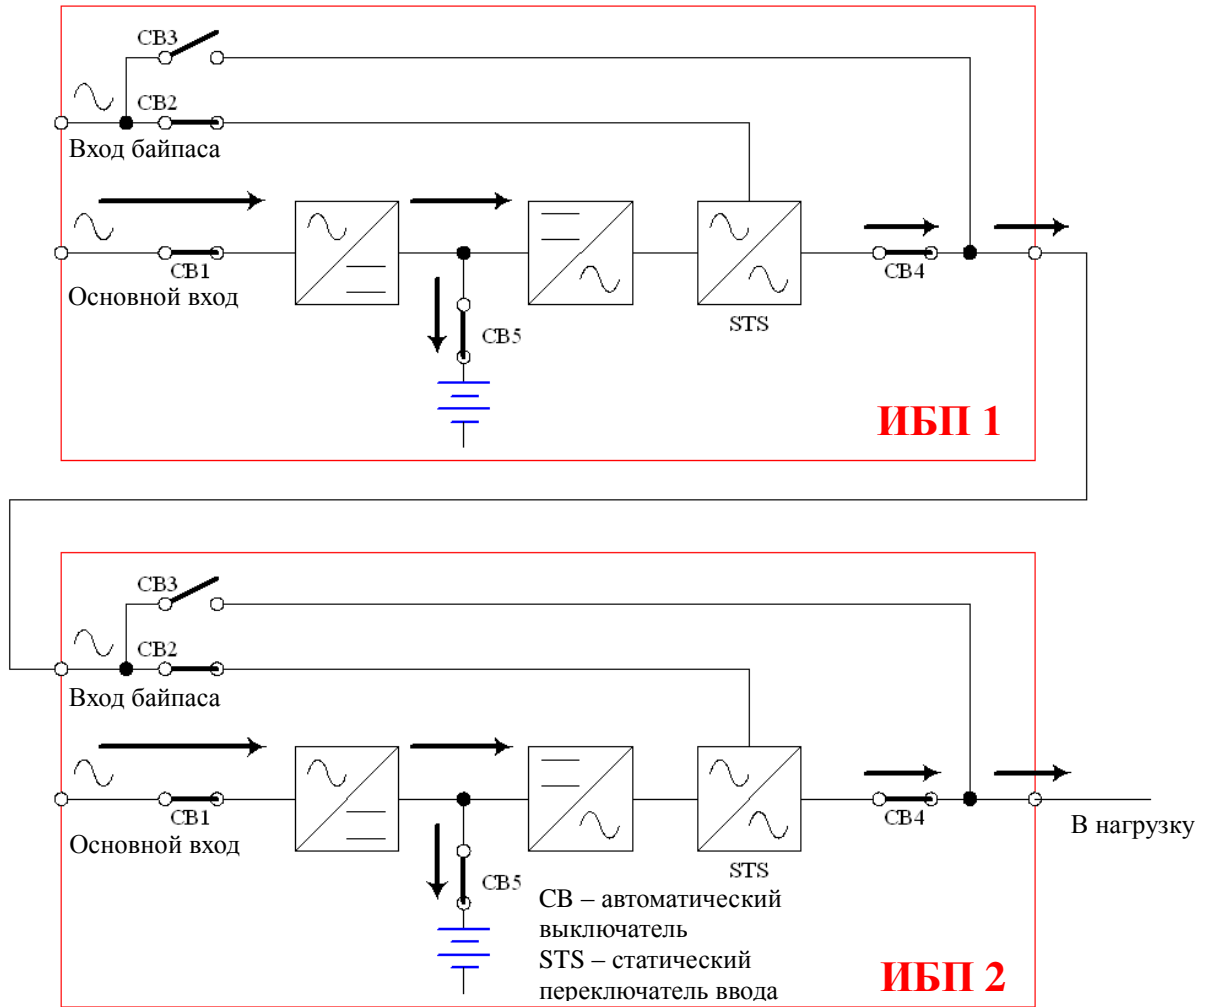 CB3
CB2
Вход байпаса
CB1
Основной вход
CB4
STS
CB5
ИБП 1
CB3
CB2
Вход байпаса
CB1
Основной вход
CB4
В нагрузку
STS
CB5
СВ – автоматический
выключатель
STS – статический
переключатель ввода
ИБП 2